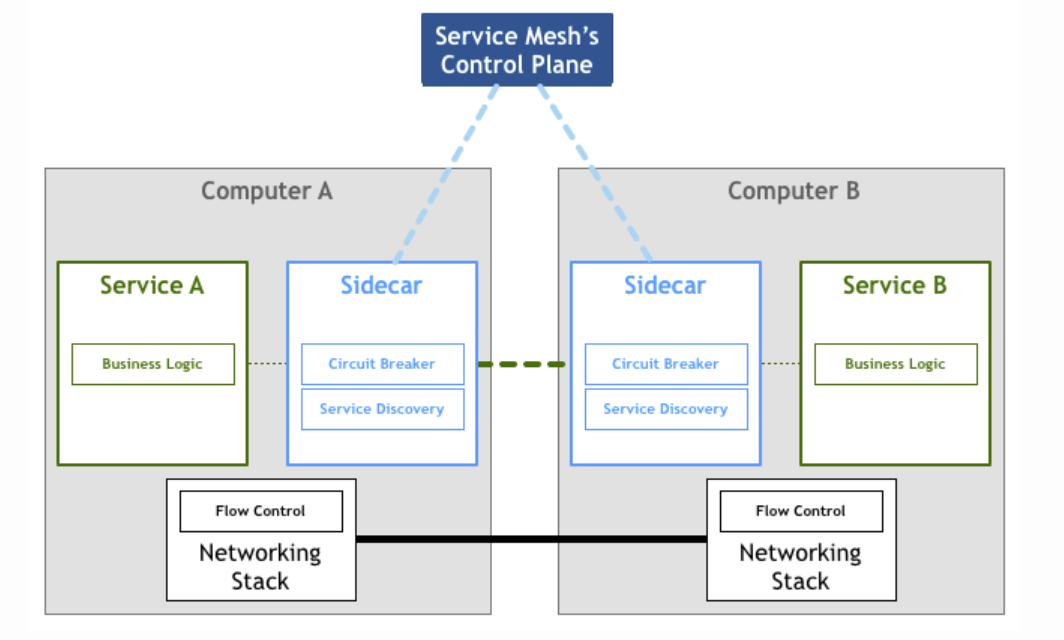 Service Mesh’s
Control Plane
Computer A
Computer B
Service A
Sidecar
Sidecar
Service B
Business Logic
Circuit Breaker
Circuit Breaker
Business Logic
Service Discovery
Service Discovery
Flow Control
Flow Control
Networking
Stack
Networking
Stack